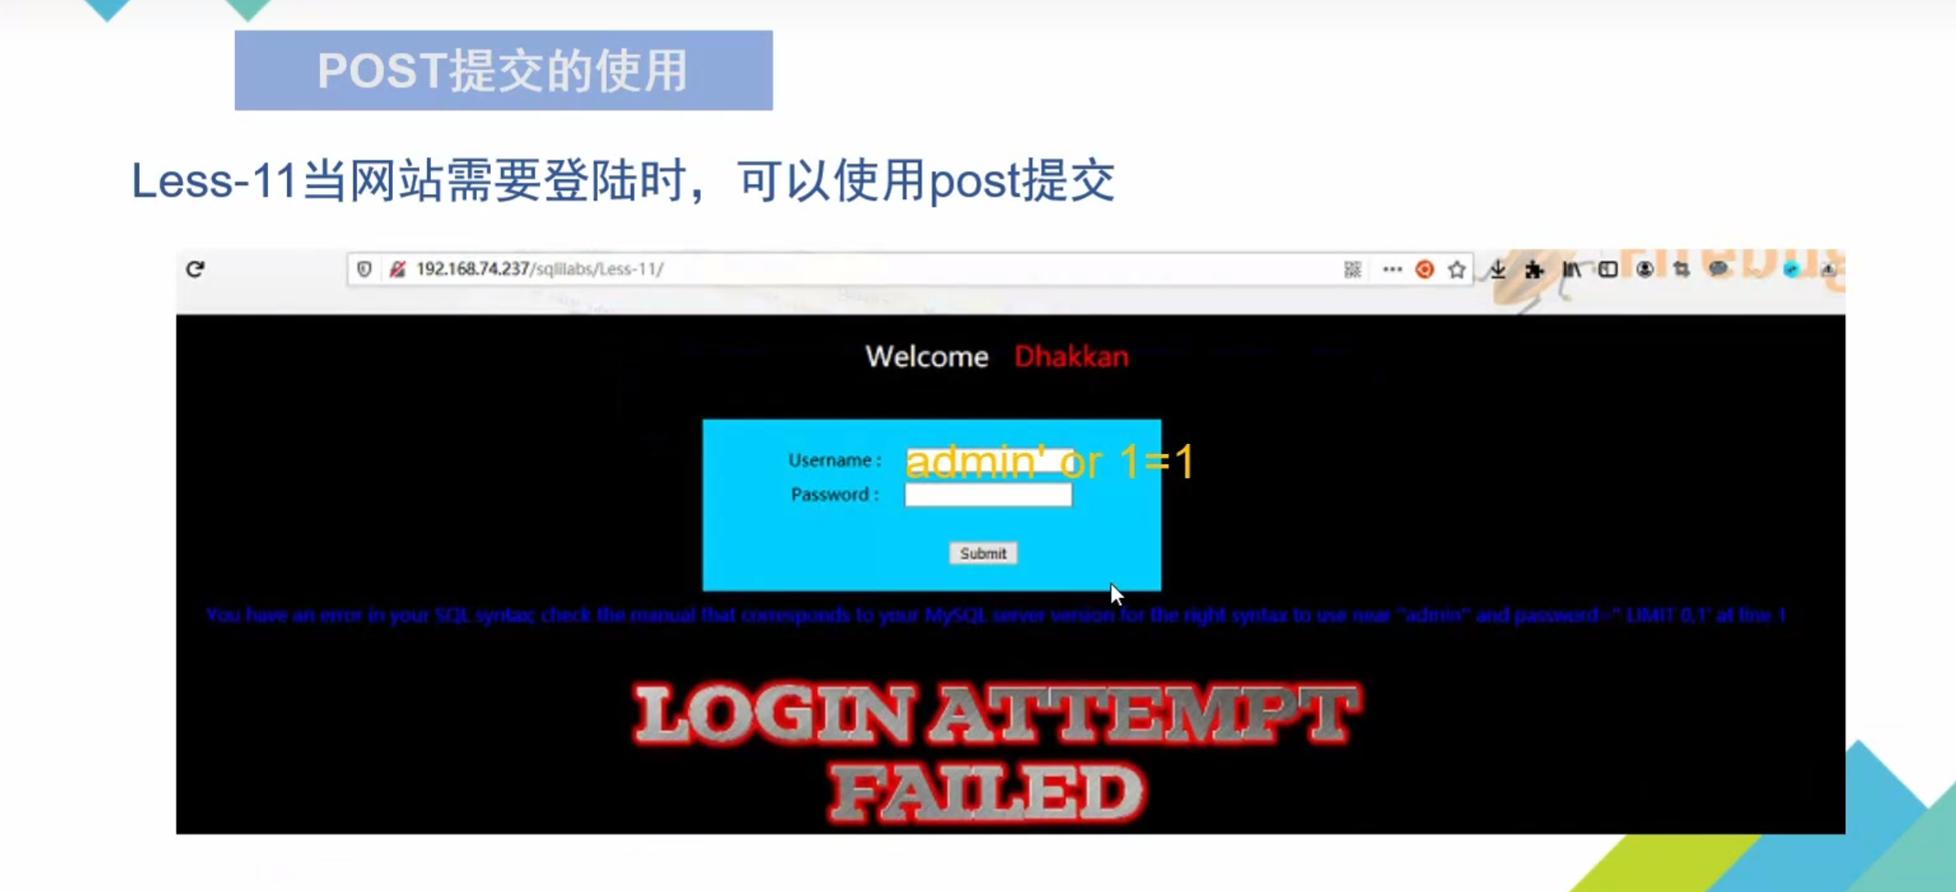 POST提交的使用
Less-11当网站需要登陆时，可以使用post提交
192.168.74.237/sqlilabs/Less-11/
Welcome Dhakkan
Username : admin' or 1=1
Password :
Submit
You have an error in your SQL syntax; check the manual that corresponds to your MySQL server version for the right syntax to use near ''admin'' and password='' LIMIT 0,1' at line 1
LOGIN ATTEMPT
FAILED